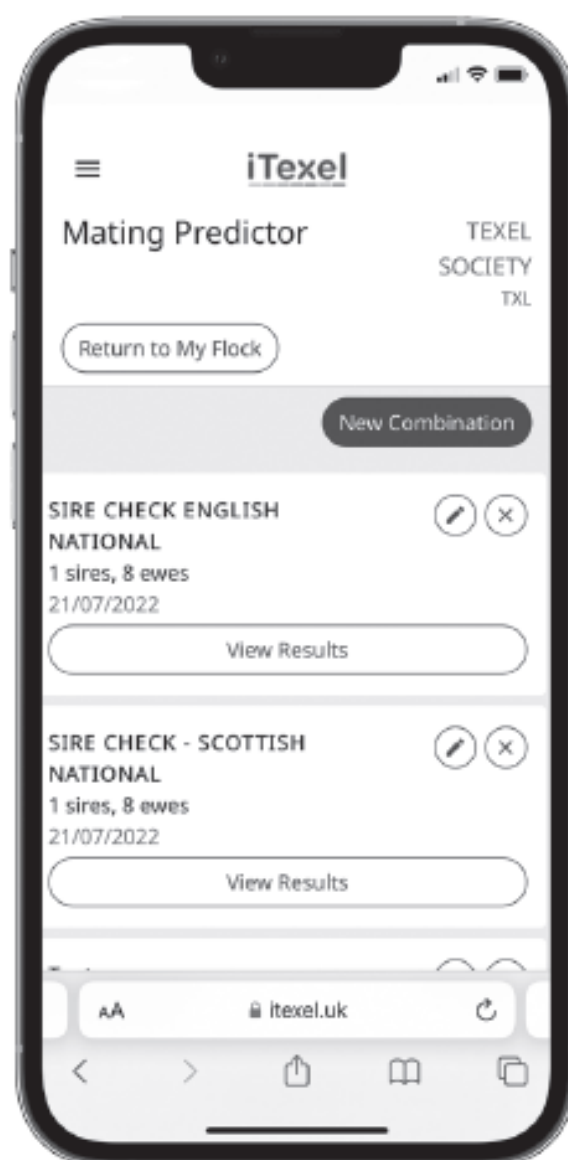 iTexel
Mating Predictor
TEXEL
SOCIETY
TXL
Return to My Flock
New Combination
SIRE CHECK ENGLISH
NATIONAL
1 sires, 8 ewes
21/07/2022
View Results
SIRE CHECK - SCOTTISH
NATIONAL
1 sires, 8 ewes
21/07/2022
View Results
AA
itexel.uk